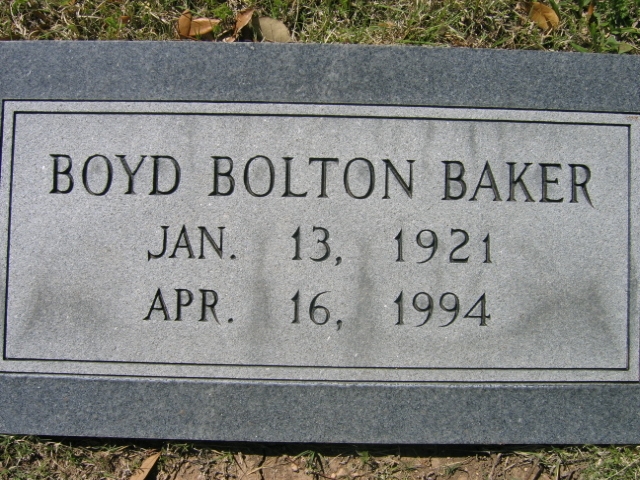 BOYD BOLTON BAKER
JAN. 13, 1921
APR. 16, 1994